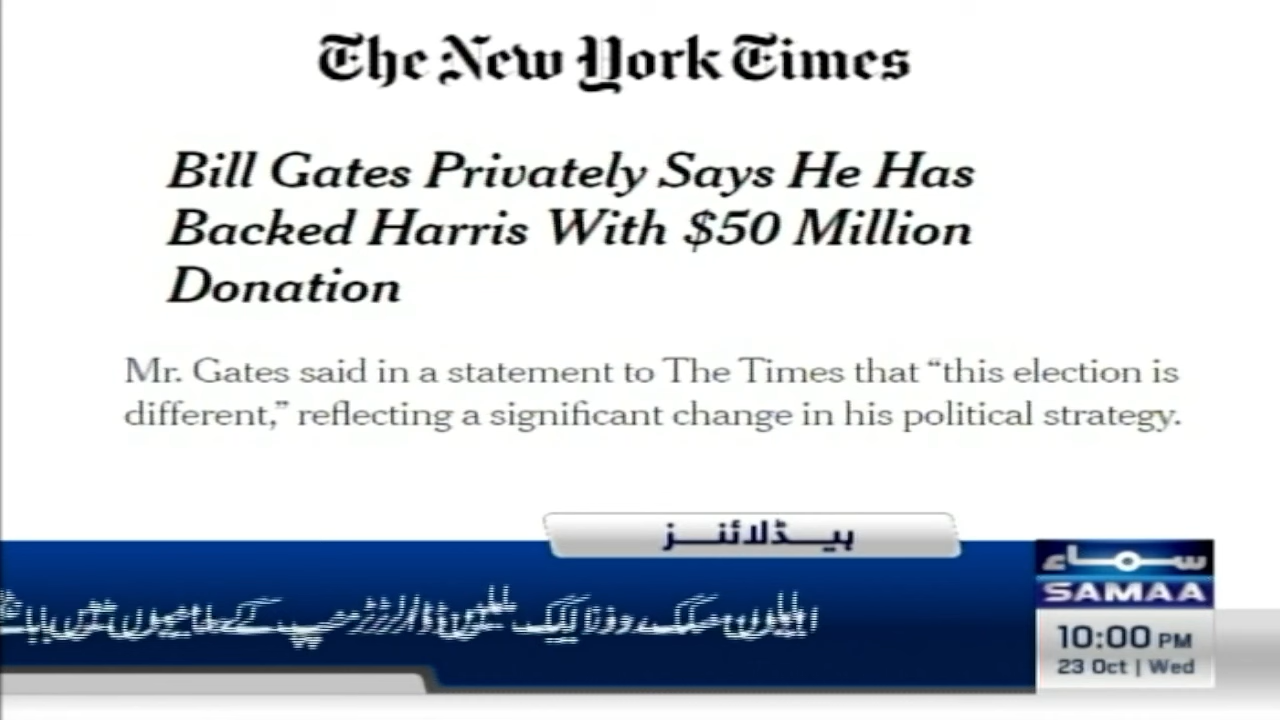 The New York Times
Bill Gates Privately Says He Has
Backed Harris With $50 Million
Donation
Mr. Gates said in a statement to The Times that “this election is
different,” reflecting a significant change in his political strategy.
ہیڈلائنز
سماء
SAMAA
10:00 PM
23 Oct | Wed